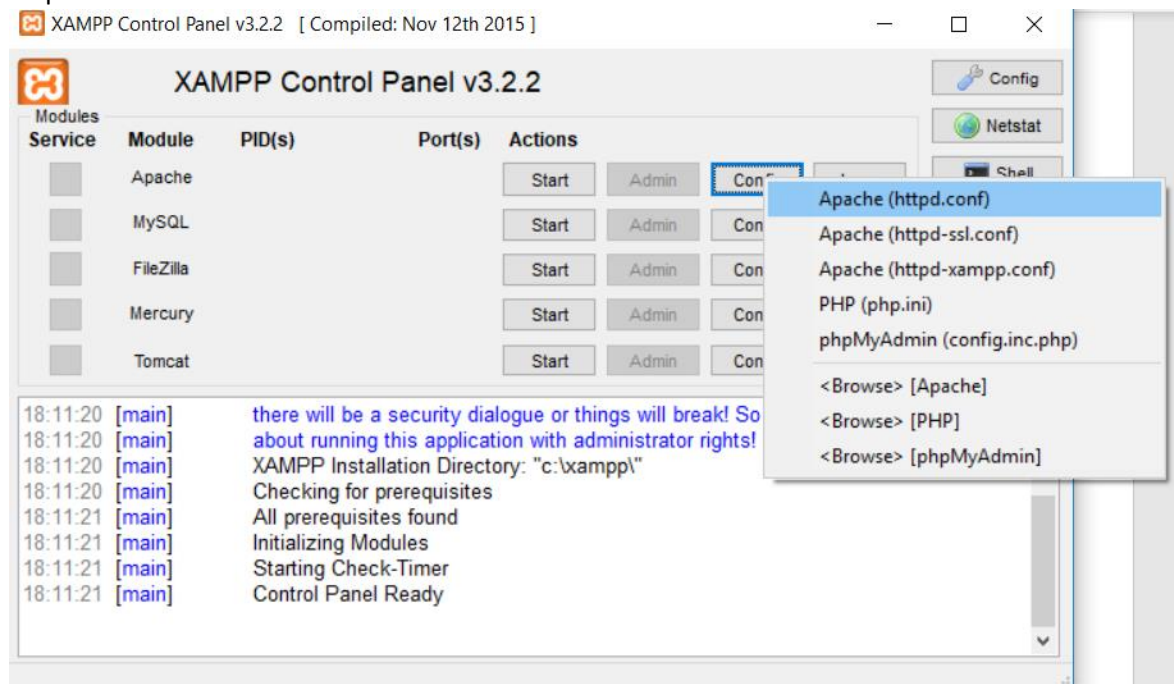 XAMPP Control Panel v3.2.2 [ Compiled: Nov 12th 2015 ]
XAMPP Control Panel v3.2.2
Config
Modules
Netstat
Service Module PID(s) Port(s) Actions
Shell
Apache Start Admin
MySQL Start Admin Con
FileZilla Start Admin Con
Mercury Start Admin Con
Tomcat Start Admin Con
Apache (httpd.conf)
Apache (httpd-ssl.conf)
Apache (httpd-xampp.conf)
PHP (php.ini)
phpMyAdmin (config.inc.php)
<Browse> [Apache]
<Browse> [PHP]
<Browse> [phpMyAdmin]
18:11:20 [main] there will be a security dialogue or things will break! So
18:11:20 [main] about running this application with administrator rights!
18:11:20 [main] XAMPP Installation Directory: "c:\xampp\"
18:11:20 [main] Checking for prerequisites
18:11:21 [main] All prerequisites found
18:11:21 [main] Initializing Modules
18:11:21 [main] Starting Check-Timer
18:11:21 [main] Control Panel Ready